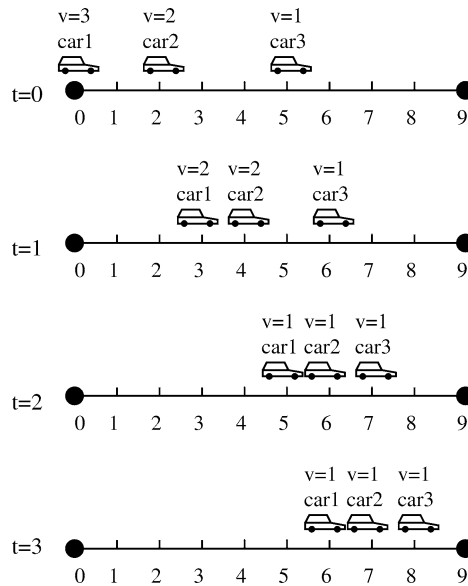 v=3 v=2 v=1
car1 car2 car3
t=0
0 1 2 3 4 5 6 7 8 9
v=2 v=2 v=1
car1 car2 car3
t=1
0 1 2 3 4 5 6 7 8 9
v=1 v=1 v=1
car1 car2 car3
t=2
0 1 2 3 4 5 6 7 8 9
v=1 v=1 v=1
car1 car2 car3
t=3
0 1 2 3 4 5 6 7 8 9